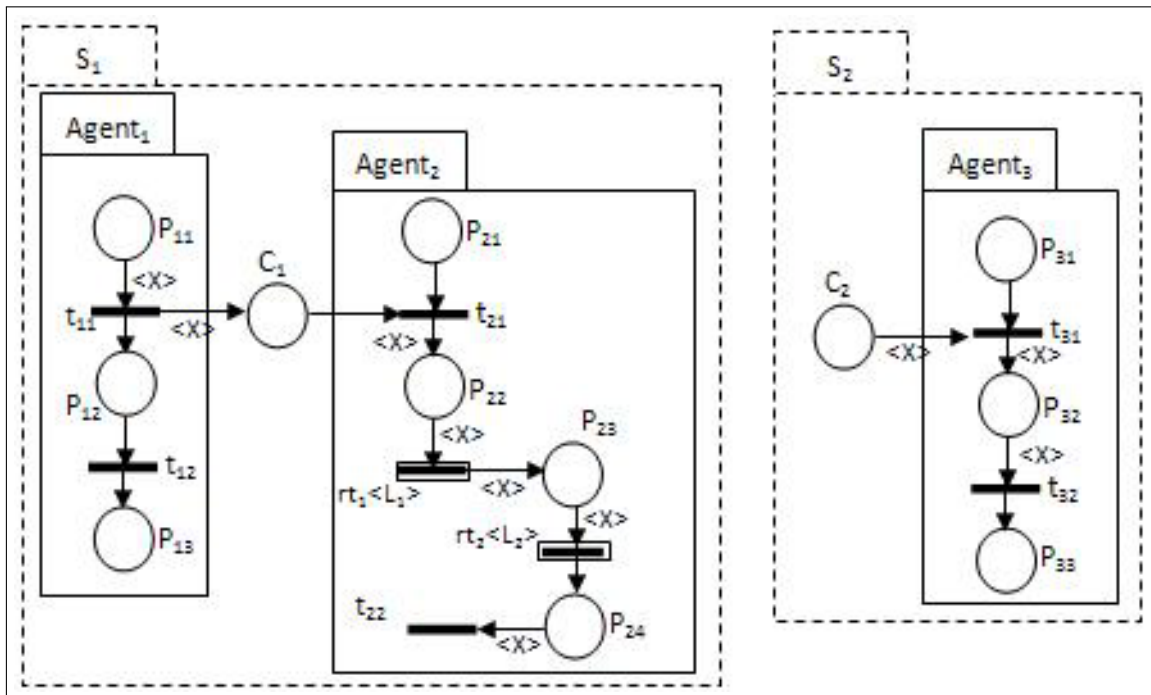 S₁
Agent₁
P₁₁
<X>
t₁₁
<X>
P₁₂
t₁₂
P₁₃
C₁
Agent₂
P₂₁
t₂₁
<X>
P₂₂
<X>
rt₁<L₁>
<X>
P₂₃
<X>
rt₂<L₂>
t₂₂
<X>
P₂₄
S₂
Agent₃
P₃₁
C₂
<X>
t₃₁
<X>
P₃₂
<X>
t₃₂
P₃₃